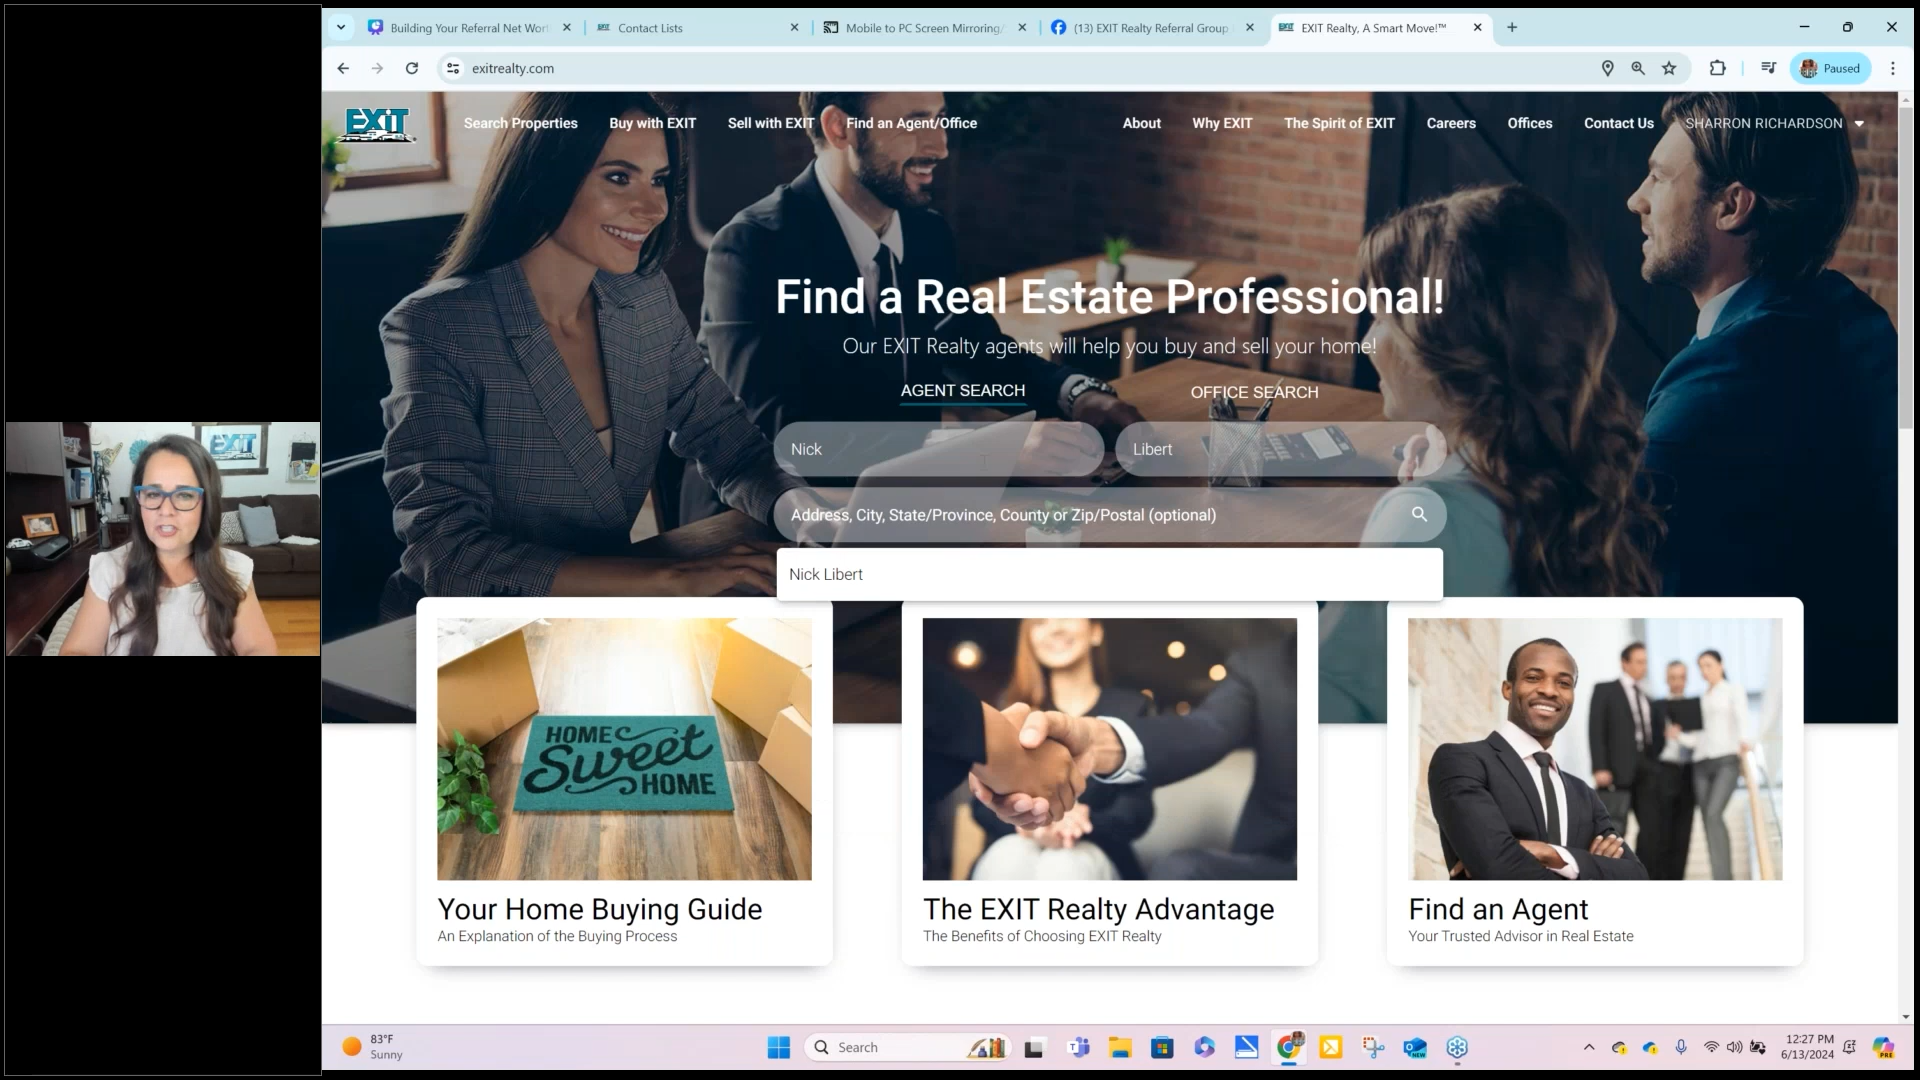 Building Your Referral Net Wort
Contact Lists
Mobile to PC Screen Mirroring/
(13) EXIT Realty Referral Group
EXIT Realty, A Smart Move!™
exitrealty.com
Paused
EXIT
Search Properties
Buy with EXIT
Sell with EXIT
Find an Agent/Office
About
Why EXIT
The Spirit of EXIT
Careers
Offices
Contact Us
SHARRON RICHARDSON
Find a Real Estate Professional!
Our EXIT Realty agents will help you buy and sell your home!
AGENT SEARCH
OFFICE SEARCH
Nick
Libert
Address, City, State/Province, County or Zip/Postal (optional)
Nick Libert
EXIT
HOME
Sweet
HOME
Your Home Buying Guide
An Explanation of the Buying Process
The EXIT Realty Advantage
The Benefits of Choosing EXIT Realty
Find an Agent
Your Trusted Advisor in Real Estate
83°F
Sunny
Search
12:27 PM
6/13/2024